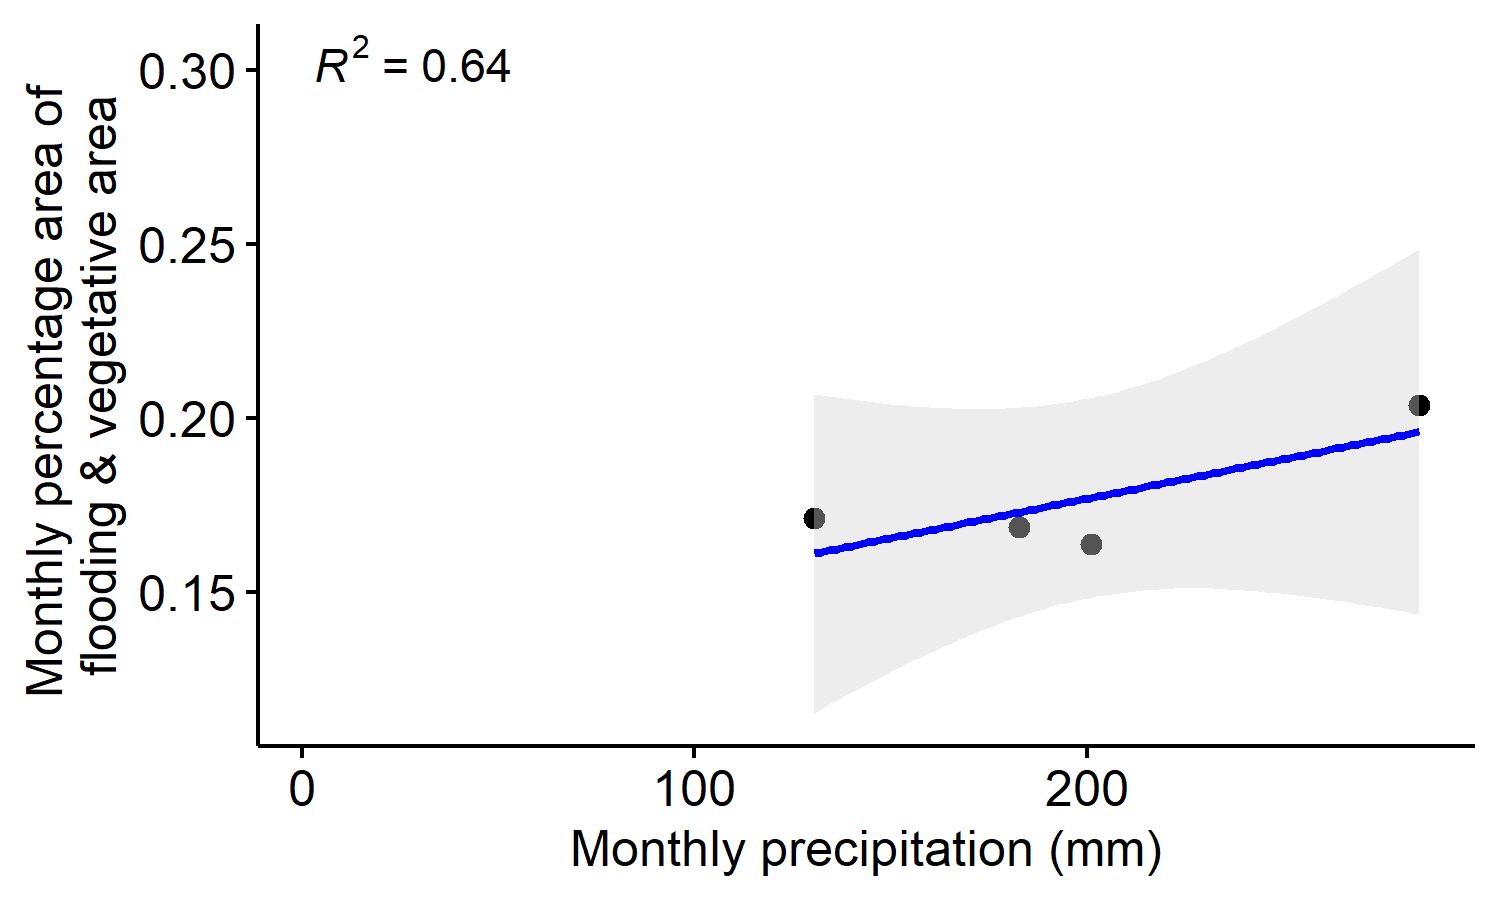 Monthly percentage area of
flooding & vegetative area
R² = 0.64
0.30
0.25
0.20
0.15
0
100
200
Monthly precipitation (mm)